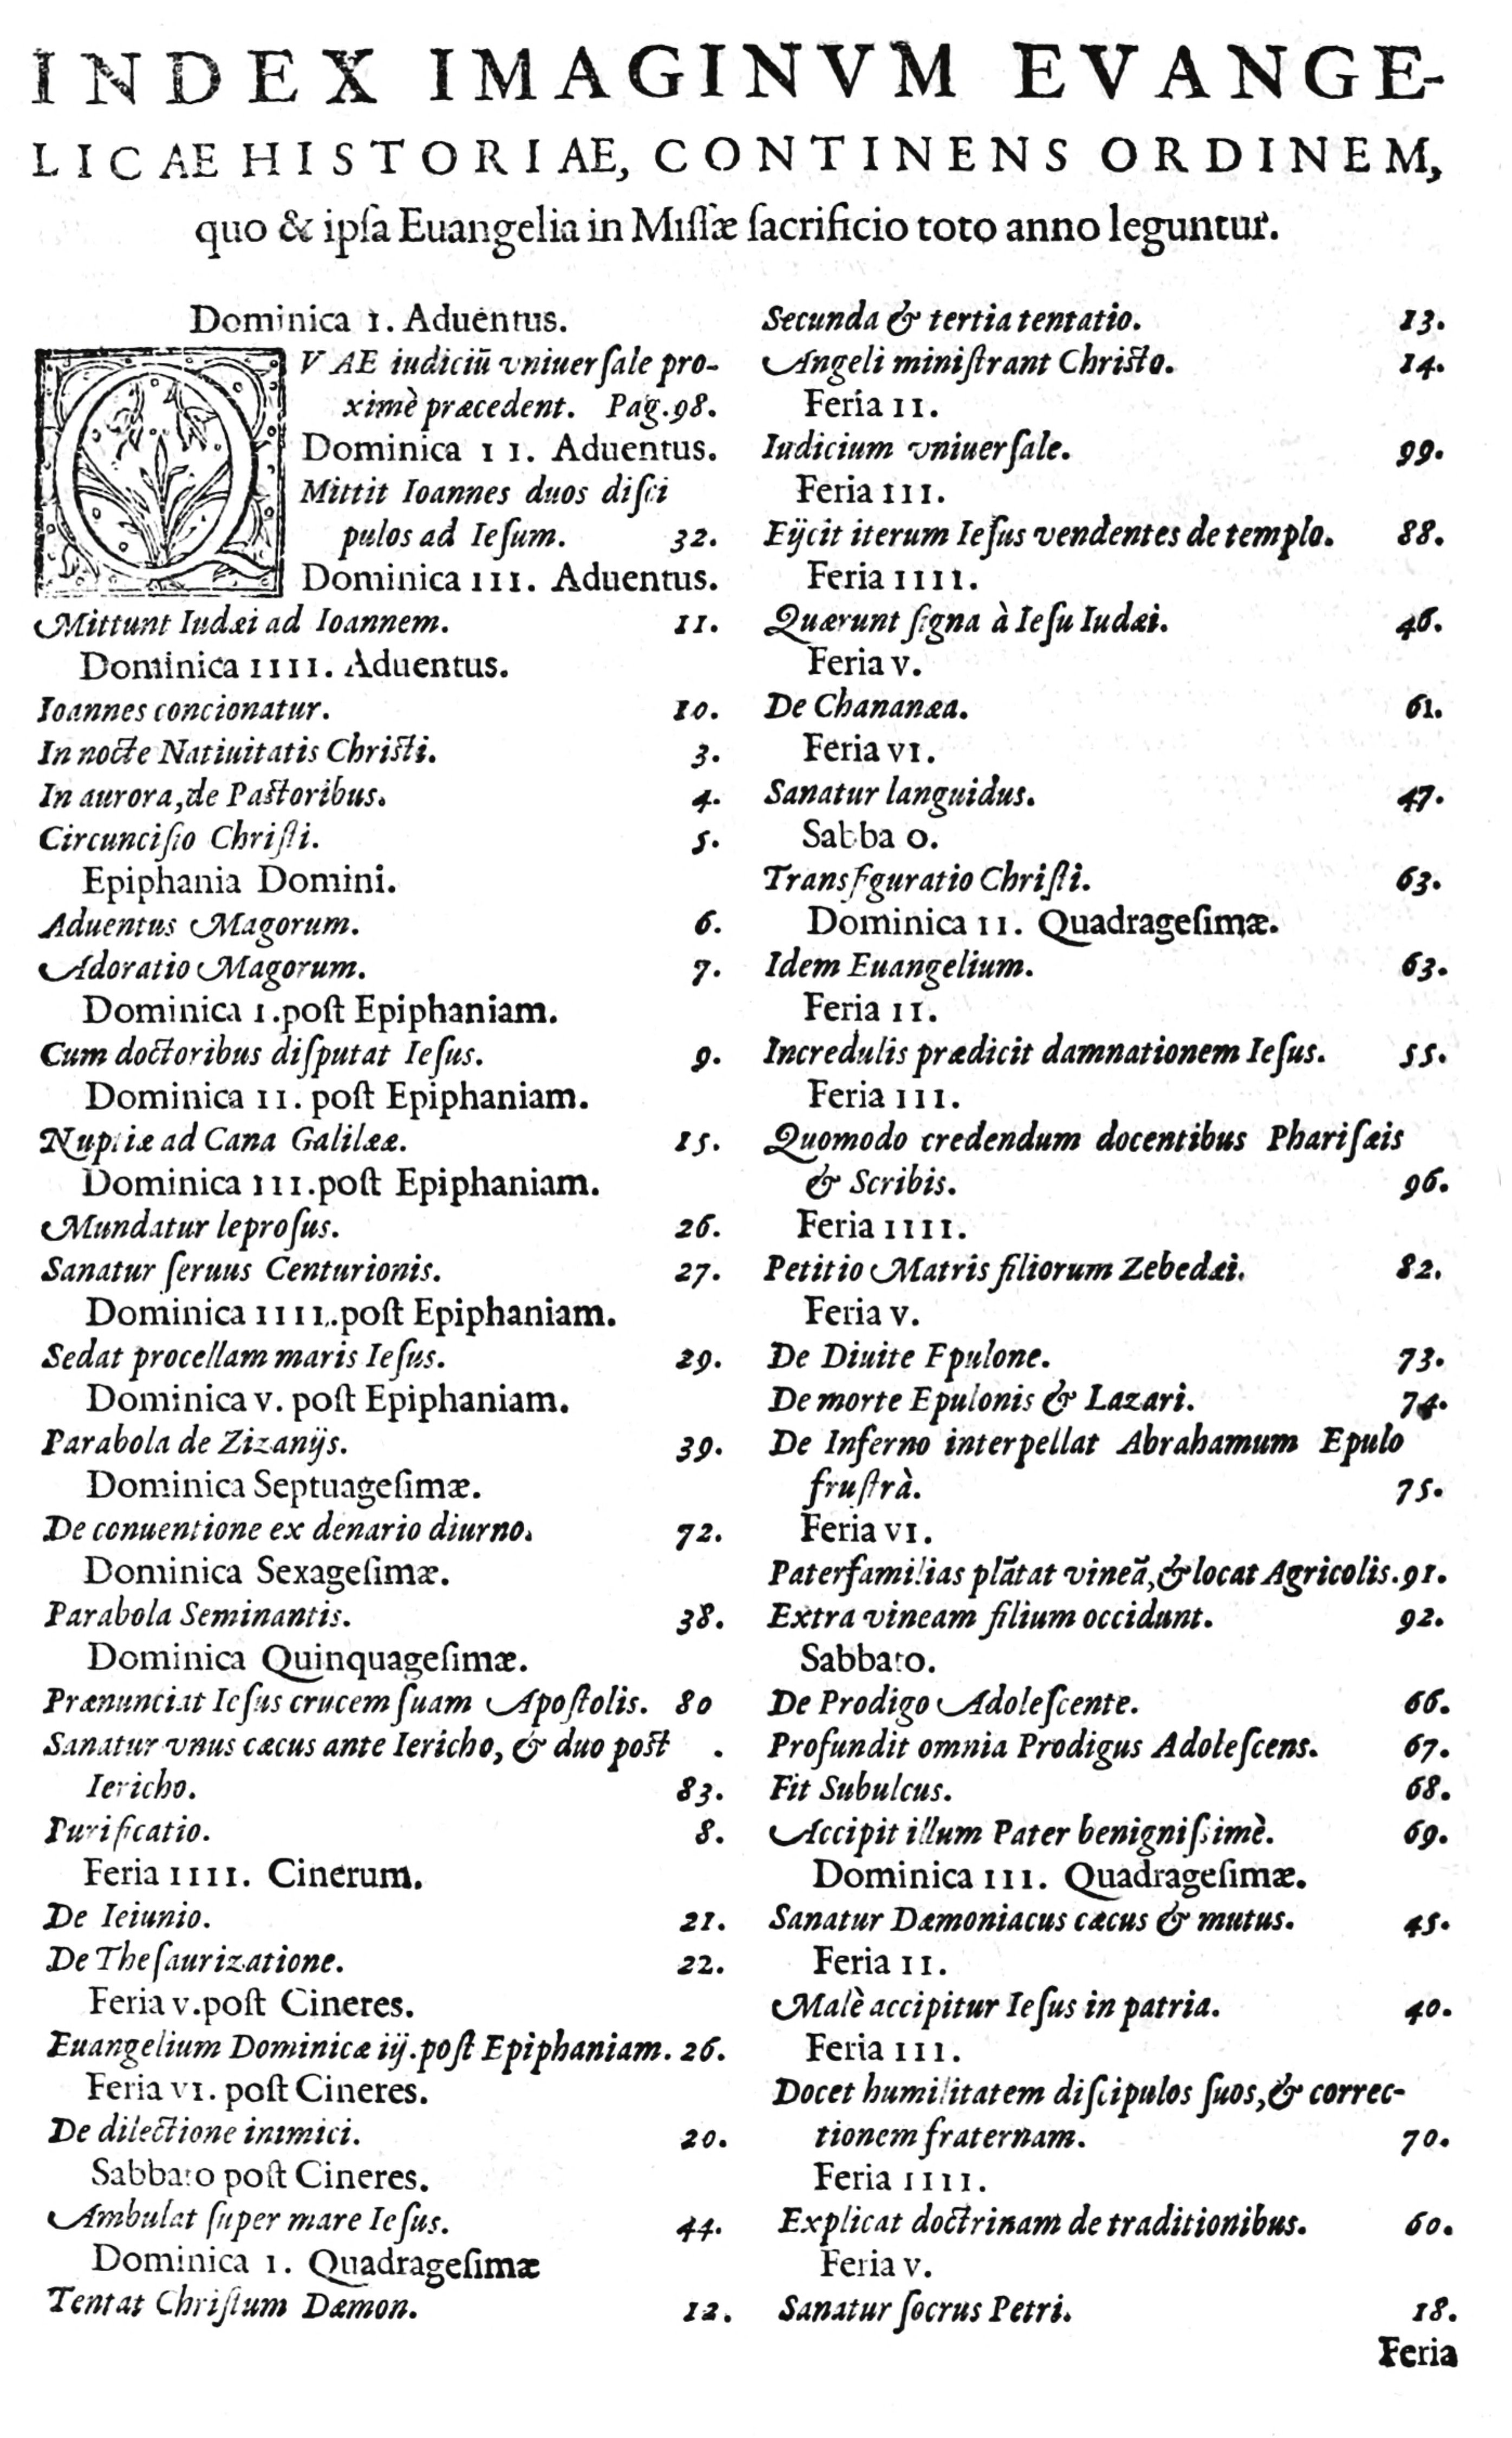 INDEX IMAGINVM EVANGE-
LICAE HISTORIAE, CONTINENS ORDINEM,
quo & ipſa Euangelia in Miſſæ ſacrificio toto anno leguntur.
Dominica I. Aduentus.
QVAE iudiciū vniuerſale pro-
ximè præcedent. Pag. 98.
Dominica II. Aduentus.
Mittit Ioannes duos diſci
pulos ad Ieſum. 32.
Dominica III. Aduentus.
Mittunt Iudæi ad Ioannem. 11.
Dominica IIII. Aduentus.
Ioannes concionatur. 10.
In nocte Natiuitatis Chriſti. 3.
In aurora, de Paſtoribus. 4.
Circunciſio Chriſti. 5.
Epiphania Domini.
Aduentus Magorum. 6.
Adoratio Magorum. 7.
Dominica I. poſt Epiphaniam.
Cum doctoribus diſputat Ieſus. 9.
Dominica II. poſt Epiphaniam.
Nuptiæ ad Cana Galilææ. 15.
Dominica III. poſt Epiphaniam.
Mundatur leproſus. 26.
Sanatur ſeruus Centurionis. 27.
Dominica IIII. poſt Epiphaniam.
Sedat procellam maris Ieſus. 29.
Dominica V. poſt Epiphaniam.
Parabola de Zizanijs. 39.
Dominica Septuageſimæ.
De conuentione ex denario diurno. 72.
Dominica Sexageſimæ.
Parabola Seminantis. 38.
Dominica Quinquageſimæ.
Prænunciat Ieſus crucem ſuam Apoſtolis. 80
Sanatur vnus cæcus ante Iericho, & duo poſt .
Iericho. 83.
Purificatio. 8.
Feria IIII. Cinerum.
De Ieiunio. 21.
De Theſaurizatione. 22.
Feria V. poſt Cineres.
Euangelium Dominicæ iij. poſt Epiphaniam. 26.
Feria VI. poſt Cineres.
De dilectione inimici. 20.
Sabbato poſt Cineres.
Ambulat ſuper mare Ieſus. 44.
Dominica I. Quadrageſimæ
Tentat Chriſtum Dæmon. 12.
Secunda & tertia tentatio. 13.
Angeli miniſtrant Chriſto. 14.
Feria II.
Iudicium vniuerſale. 99.
Feria III.
Eijcit iterum Ieſus vendentes de templo. 88.
Feria IIII.
Quærunt ſigna à Ieſu Iudæi. 46.
Feria V.
De Chananæa. 61.
Feria VI.
Sanatur languidus. 47.
Sabba o.
Transfiguratio Chriſti. 63.
Dominica II. Quadrageſimæ.
Idem Euangelium. 63.
Feria II.
Incredulis prædicit damnationem Ieſus. 55.
Feria III.
Quomodo credendum docentibus Phariſæis
& Scribis. 96.
Feria IIII.
Petitio Matris filiorum Zebedæi. 82.
Feria V.
De Diuite Epulone. 73.
De morte Epulonis & Lazari. 74.
De Inferno interpellat Abrahamum Epulo
fruſtrà. 75.
Feria VI.
Paterfamilias plātat vineā, & locat Agricolis. 91.
Extra vineam filium occidunt. 92.
Sabbato.
De Prodigo Adoleſcente. 66.
Profundit omnia Prodigus Adoleſcens. 67.
Fit Subulcus. 68.
Accipit illum Pater benigniſsimè. 69.
Dominica III. Quadrageſimæ.
Sanatur Dæmoniacus cæcus & mutus. 45.
Feria II.
Malè accipitur Ieſus in patria. 40.
Feria III.
Docet humilitatem diſcipulos ſuos, & correc-
tionem fraternam. 70.
Feria IIII.
Explicat doctrinam de traditionibus. 60.
Feria V.
Sanatur ſocrus Petri. 18.
Feria